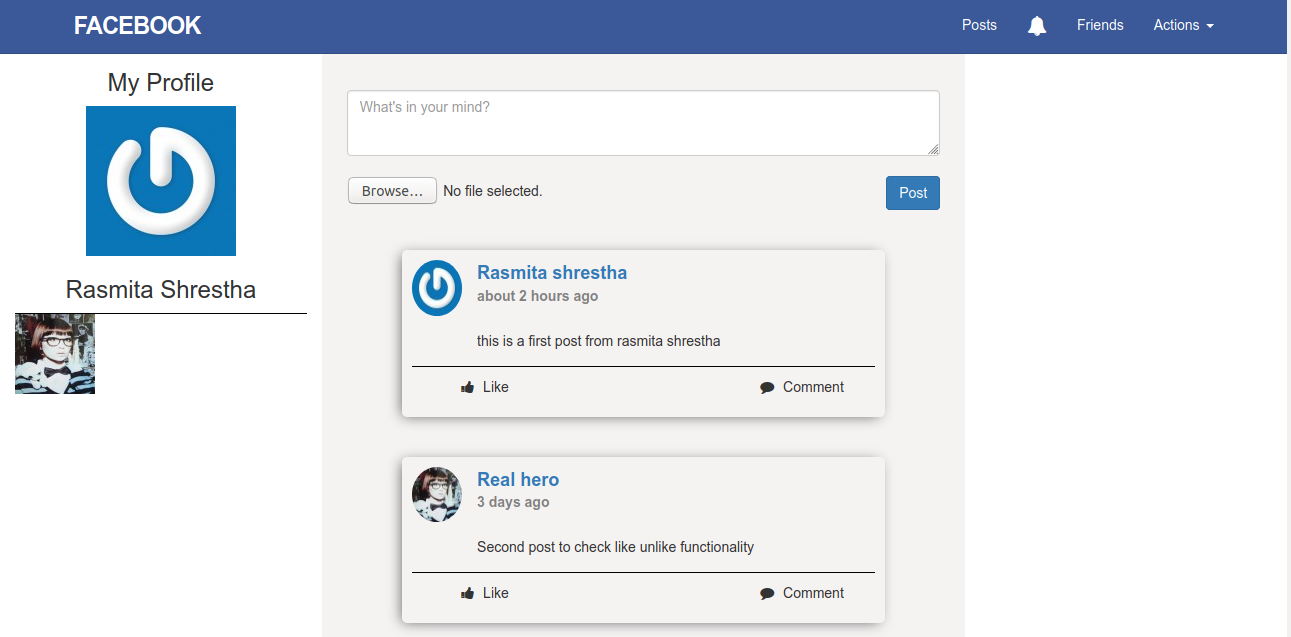 FACEBOOK
Posts
Friends
Actions
My Profile
Rasmita Shrestha
What's in your mind?
Browse... No file selected.
Post
Rasmita shrestha
about 2 hours ago
this is a first post from rasmita shrestha
Like
Comment
Real hero
3 days ago
Second post to check like unlike functionality
Like
Comment